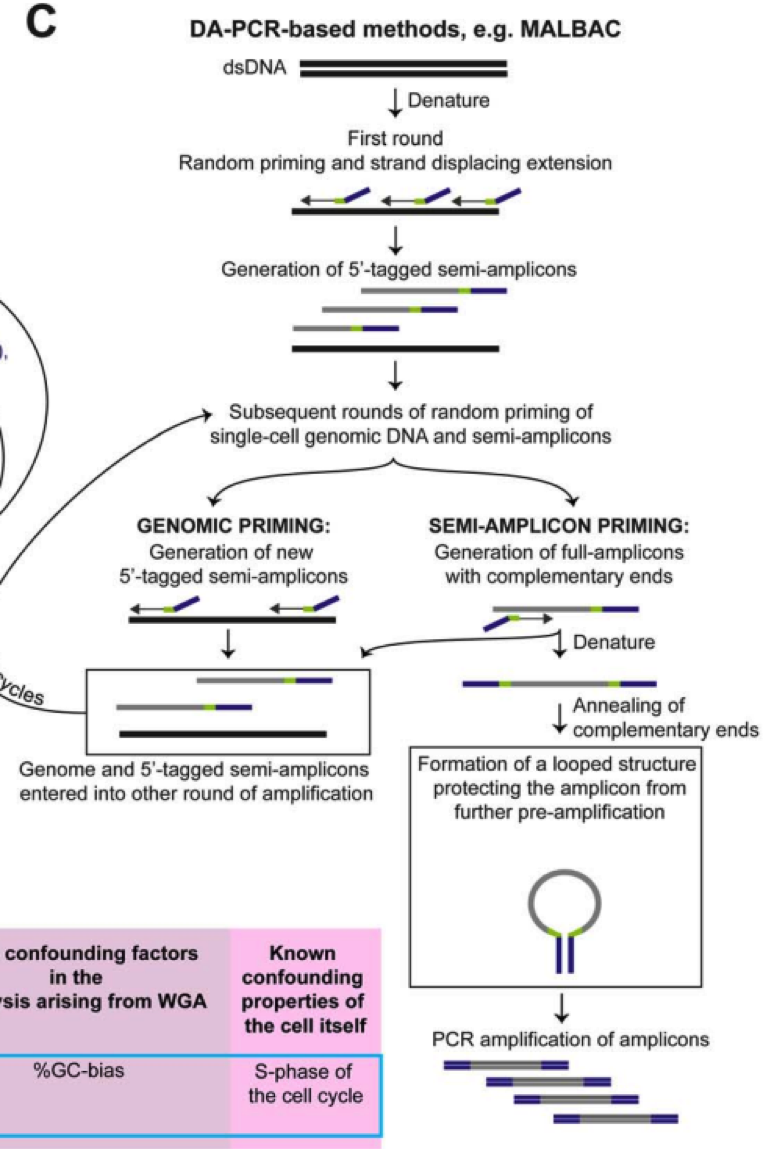 C
DA-PCR-based methods, e.g. MALBAC
dsDNA
Denature
First round
Random priming and strand displacing extension
Generation of 5’-tagged semi-amplicons
Subsequent rounds of random priming of
single-cell genomic DNA and semi-amplicons
GENOMIC PRIMING:
Generation of new
5’-tagged semi-amplicons
SEMI-AMPLICON PRIMING:
Generation of full-amplicons
with complementary ends
Denature
Annealing of
complementary ends
Genome and 5’-tagged semi-amplicons
entered into other round of amplification
Formation of a looped structure
protecting the amplicon from
further pre-amplification
PCR amplification of amplicons
confounding factors
in the
arising from WGA
Known
confounding
properties of
the cell itself
%GC-bias
S-phase of
the cell cycle